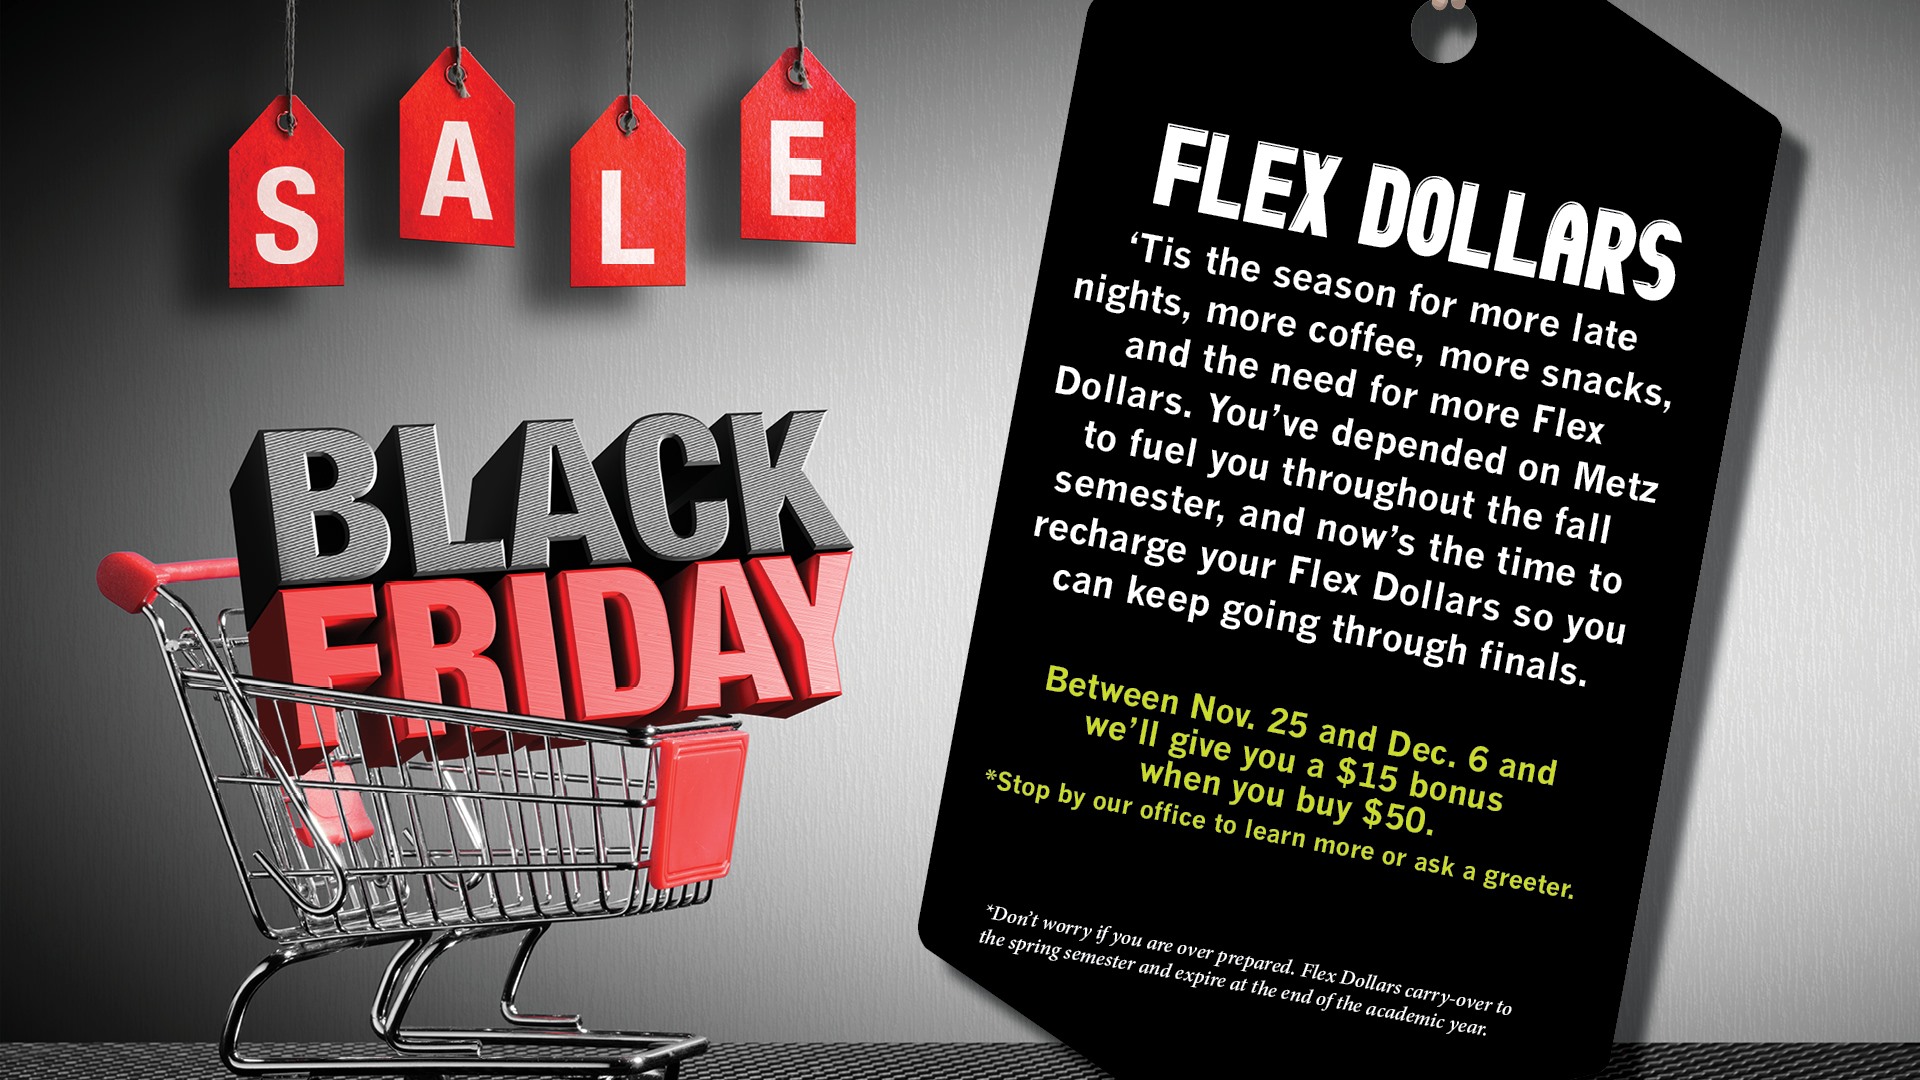 SALE
BLACK
FRIDAY
FLEX DOLLARS
‘Tis the season for more late
nights, more coffee, more snacks,
and the need for more Flex
Dollars. You’ve depended on Metz
to fuel you throughout the fall
semester, and now’s the time to
recharge your Flex Dollars so you
can keep going through finals.
Between Nov. 25 and Dec. 6 and
we’ll give you a $15 bonus
when you buy $50.
*Stop by our office to learn more or ask a greeter.
*Don’t worry if you are over prepared. Flex Dollars carry-over to
the spring semester and expire at the end of the academic year.